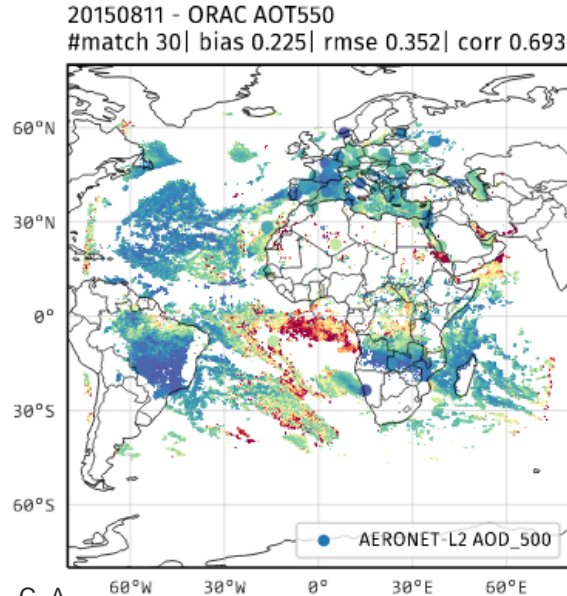 20150811 - ORAC AOT550
#match 30| bias 0.225| rmse 0.352| corr 0.693
60°N
30°N
0°
30°S
60°S
AERONET-L2 AOD_500
60°W 30°W 0° 30°E 60°E